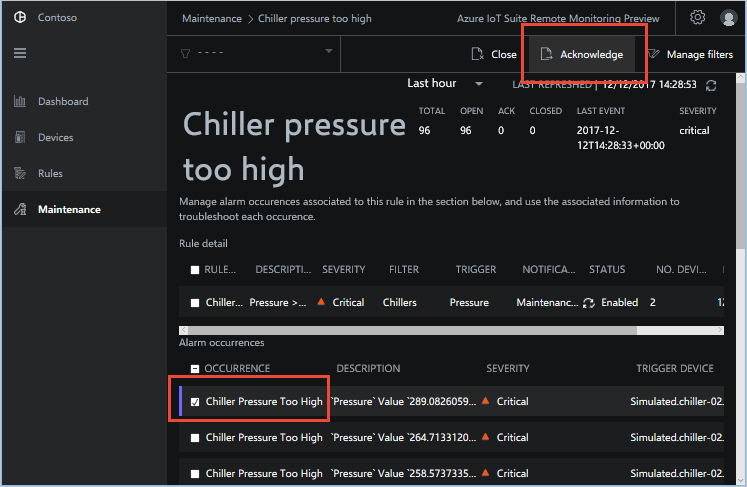 Contoso
Maintenance > Chiller pressure too high
Azure IoT Suite Remote Monitoring Preview
- - - -
Close
Acknowledge
Manage filters
Last hour
LAST REFRESHED | 12/12/2017 14:28:53
Dashboard
Devices
Rules
Maintenance
Chiller pressure
too high
TOTAL OPEN ACK CLOSED LAST EVENT SEVERITY
96 96 0 0 2017-12- critical
12T14:28:33+00:00
Manage alarm occurences associated to this rule in the section below, and use the associated information to
troubleshoot each occurence.
Rule detail
RULE... DESCRIPTI... SEVERITY FILTER TRIGGER NOTIFICA... STATUS NO. DEVI...
Chiller... Pressure >... Critical Chillers Pressure Maintenanc... Enabled 2 12
Alarm occurrences
OCCURRENCE DESCRIPTION SEVERITY TRIGGER DEVICE
Chiller Pressure Too High `Pressure` Value `289.0826059... Critical Simulated.chiller-02.
Chiller Pressure Too High `Pressure` Value `264.7133120... Critical Simulated.chiller-02.
Chiller Pressure Too High `Pressure` Value `258.5737335... Critical Simulated.chiller-02.